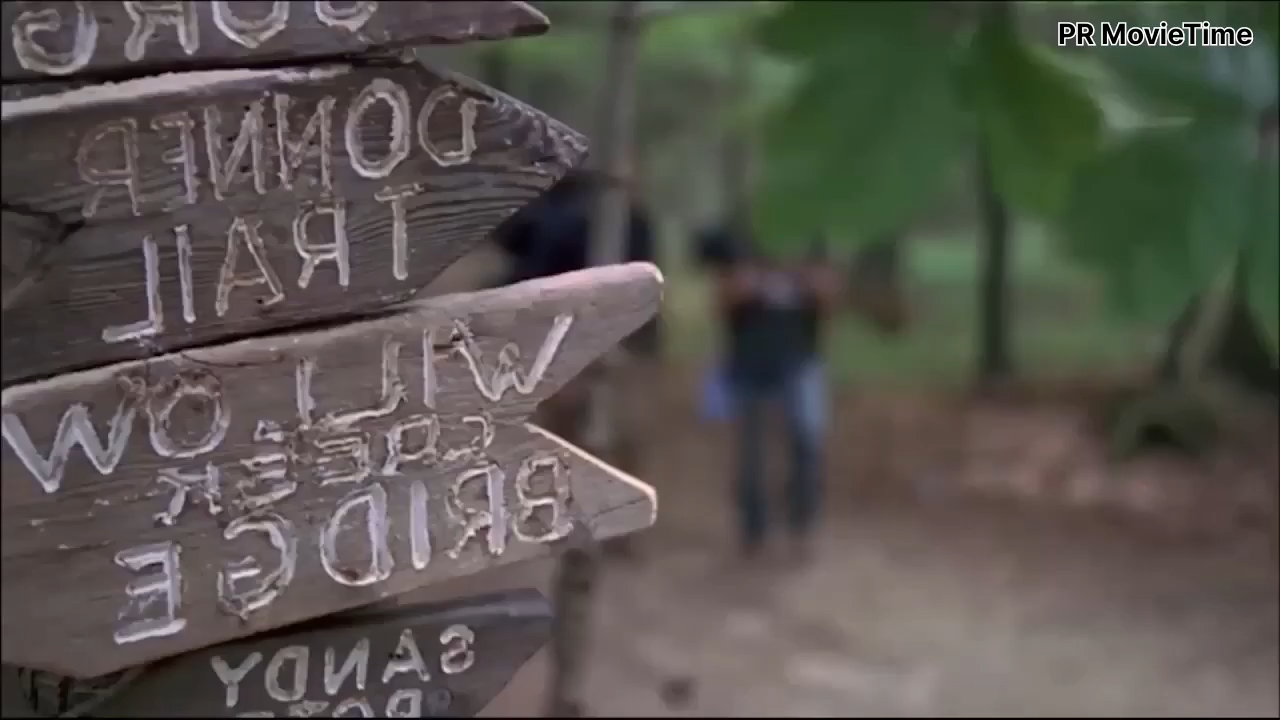 PR MovieTime
DONNER
TRAIL
WILLOW
CREEK
BRIDGE
SANDY